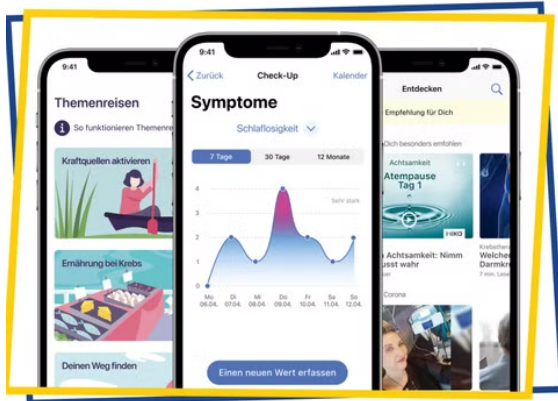 9:41
Themenreisen
So funktionieren Themenre
Kraftquellen aktivieren
Ernährung bei Krebs
Deinen Weg finden
9:41
Zurück
Check-Up
Kalender
Symptome
Schlaflosigkeit
7 Tage
30 Tage
12 Monate
4
Sehr stark
3
2
1
0
Mo Di Mi Do Fr Sa So
06.04. 07.04. 08.04. 09.04. 10.04. 11.04. 12.04.
Einen neuen Wert erfassen
Entdecken
Empfehlung für Dich
Dich besonders emfohlen
Achtsamkeit
Atempause
Tag 1
Achtsamkeit: Nimm
usst wahr
Krebsthera
Welche
Darmkr
7 min. Lese
Corona